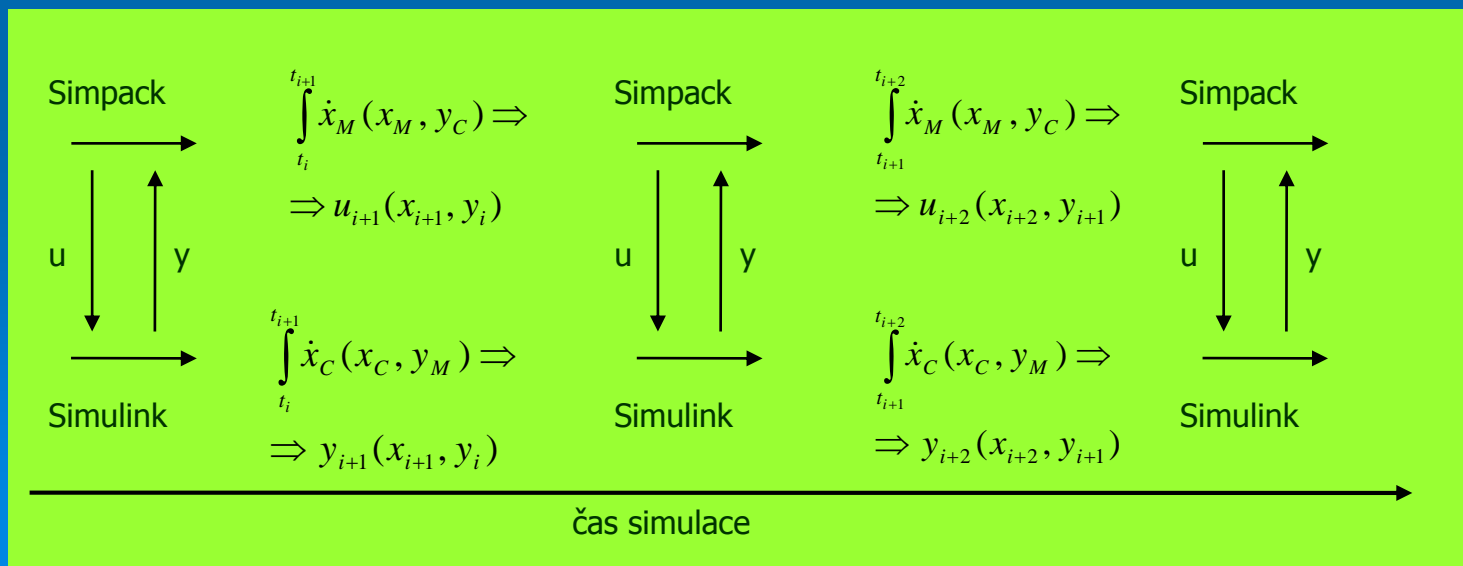 Simpack
∫_{t_i}^{t_{i+1}} ẋ_M (x_M, y_C) ⇒
⇒ u_{i+1}(x_{i+1}, y_i)
u
y
∫_{t_i}^{t_{i+1}} ẋ_C (x_C, y_M) ⇒
⇒ y_{i+1}(x_{i+1}, y_i)
Simulink
Simpack
∫_{t_{i+1}}^{t_{i+2}} ẋ_M (x_M, y_C) ⇒
⇒ u_{i+2}(x_{i+2}, y_{i+1})
u
y
∫_{t_{i+1}}^{t_{i+2}} ẋ_C (x_C, y_M) ⇒
⇒ y_{i+2}(x_{i+2}, y_{i+1})
Simulink
Simpack
u
y
Simulink
čas simulace